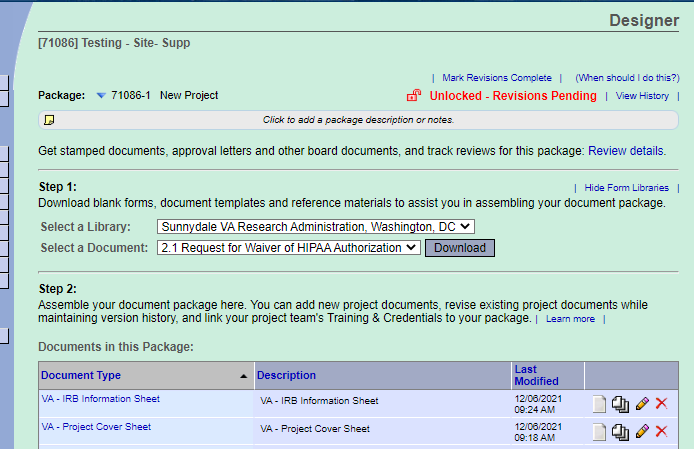 Designer
[71086] Testing - Site- Supp
| Mark Revisions Complete | (When should I do this?)
Package: 71086-1 New Project Unlocked - Revisions Pending | View History |
Click to add a package description or notes.
Get stamped documents, approval letters and other board documents, and track reviews for this package: Review details.
Step 1: | Hide Form Libraries |
Download blank forms, document templates and reference materials to assist you in assembling your document package.
Select a Library: Sunnydale VA Research Administration, Washington, DC
Select a Document: 2.1 Request for Waiver of HIPAA Authorization Download
Step 2:
Assemble your document package here. You can add new project documents, revise existing project documents while
maintaining version history, and link your project team's Training & Credentials to your package. | Learn more |
Documents in this Package:
Document Type Description Last
Modified
VA - IRB Information Sheet VA - IRB Information Sheet 12/06/2021
09:24 AM
VA - Project Cover Sheet VA - Project Cover Sheet 12/06/2021
09:18 AM